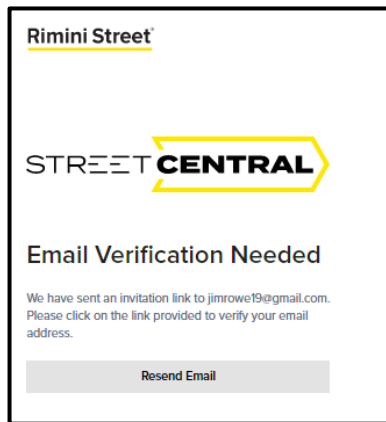 Rimini Street®
STREET CENTRAL
Email Verification Needed
We have sent an invitation link to jimrowe19@gmail.com.
Please click on the link provided to verify your email
address.
Resend Email